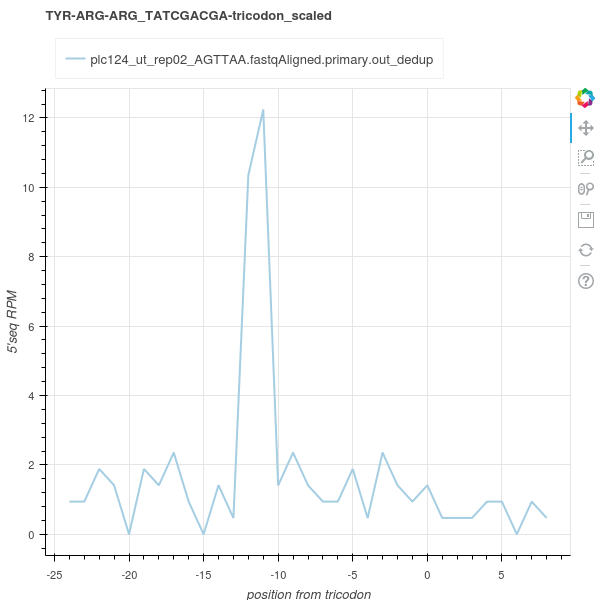 TYR-ARG-ARG_TATCGACGA-tricodon_scaled
plc124_ut_rep02_AGTTAA.fastqAligned.primary.out_dedup
12
10
8
6
4
2
0
5'seq RPM
-25 -20 -15 -10 -5 0 5
position from tricodon